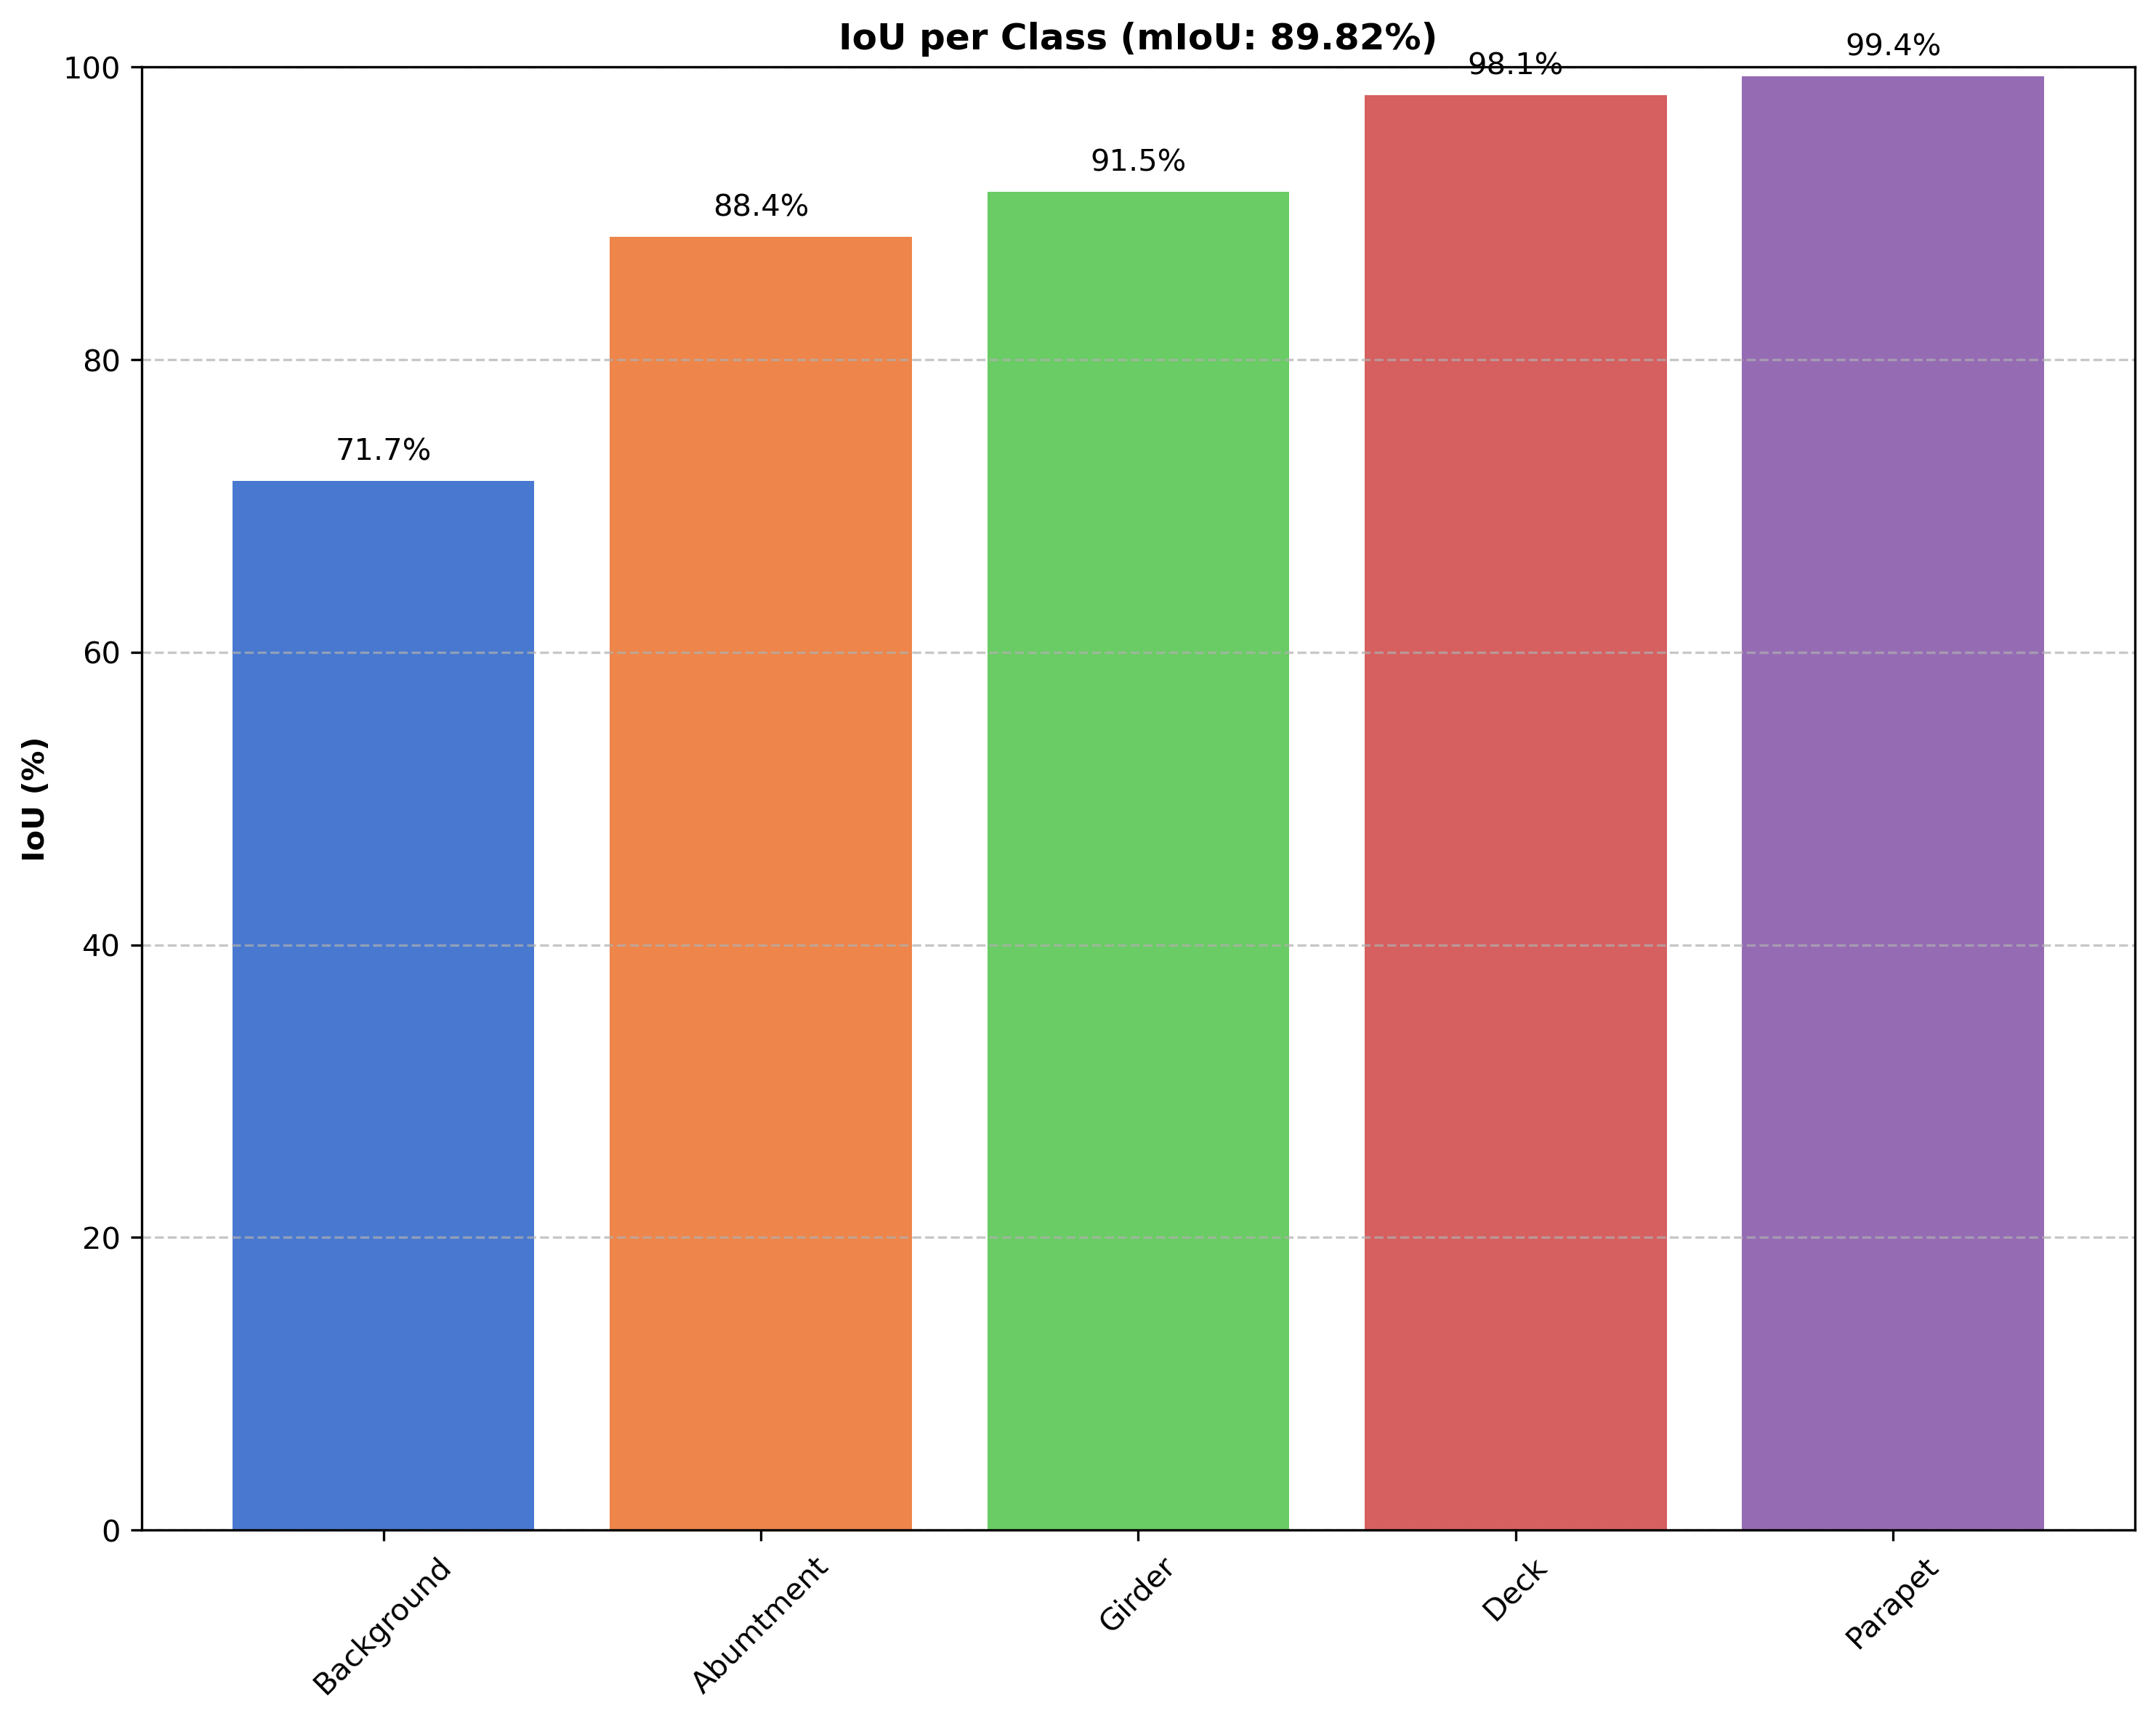 IoU per Class (mIoU: 89.82%)
100
80
60
40
20
0
IoU (%)
71.7%
88.4%
91.5%
98.1%
99.4%
Background
Abumtment
Girder
Deck
Parapet